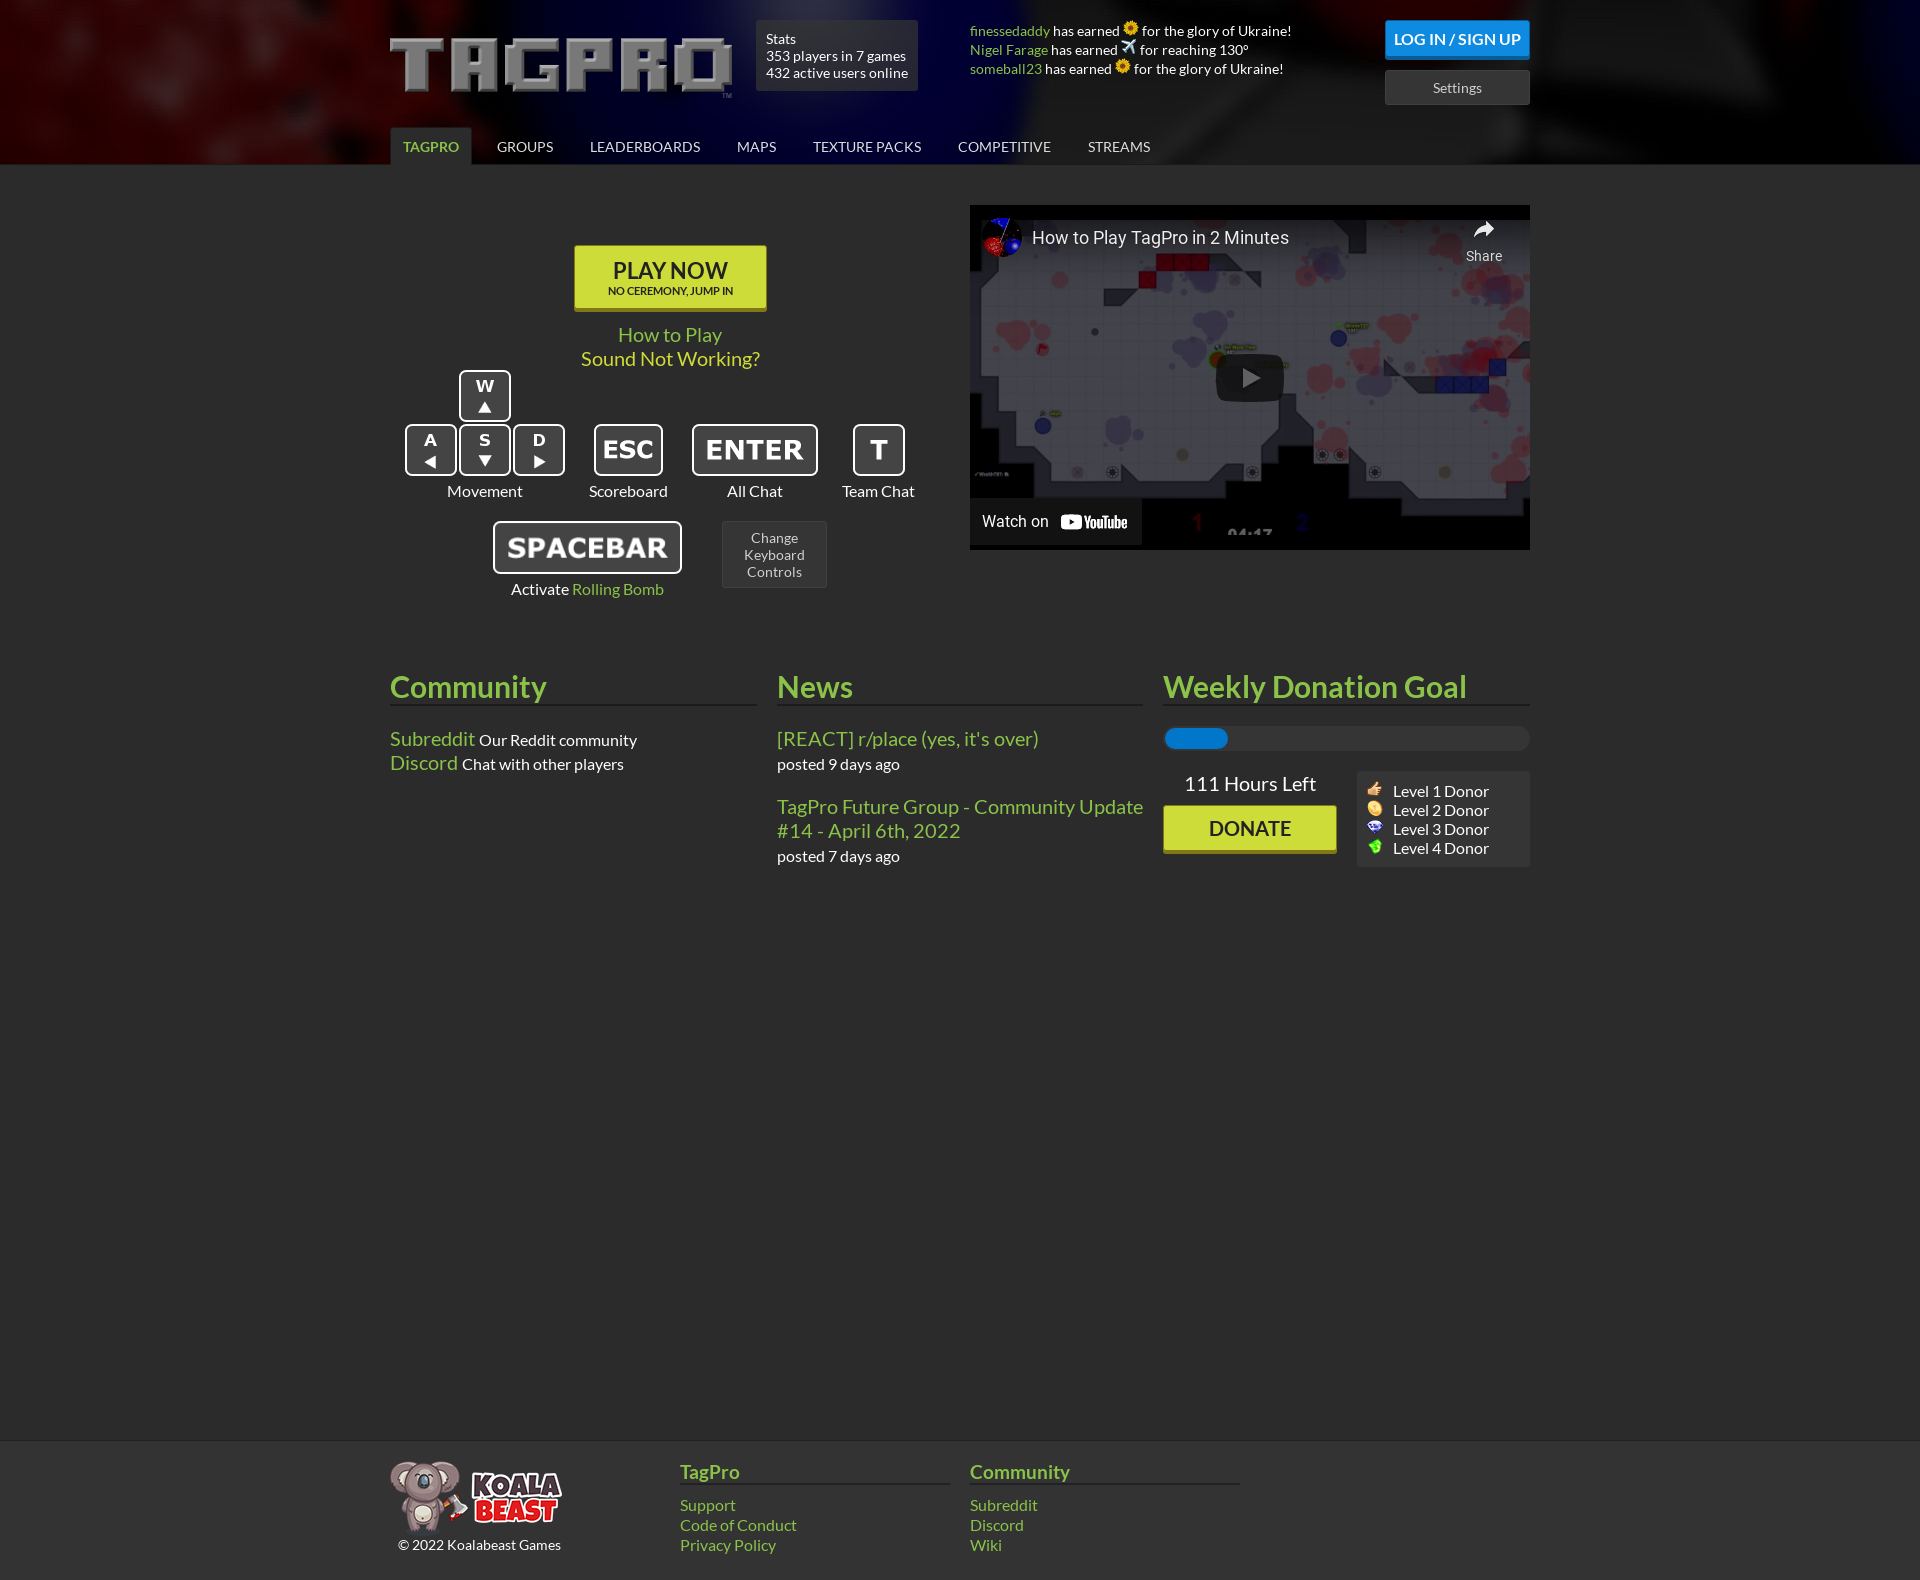 TAGPRO
TM
Stats
353 players in 7 games
432 active users online
finessedaddy has earned for the glory of Ukraine!
Nigel Farage has earned for reaching 130°
someball23 has earned for the glory of Ukraine!
LOG IN / SIGN UP
Settings
TAGPRO
GROUPS
LEADERBOARDS
MAPS
TEXTURE PACKS
COMPETITIVE
STREAMS
PLAY NOW
NO CEREMONY, JUMP IN
How to Play
Sound Not Working?
W
A
S
D
ESC
ENTER
T
Movement
Scoreboard
All Chat
Team Chat
SPACEBAR
Activate Rolling Bomb
Change
Keyboard
Controls
How to Play TagPro in 2 Minutes
Share
Watch on YouTube
1
04:17
2
Community
Subreddit Our Reddit community
Discord Chat with other players
News
[REACT] r/place (yes, it's over)
posted 9 days ago
TagPro Future Group - Community Update
#14 - April 6th, 2022
posted 7 days ago
Weekly Donation Goal
111 Hours Left
DONATE
Level 1 Donor
Level 2 Donor
Level 3 Donor
Level 4 Donor
KOALA
BEAST
© 2022 Koalabeast Games
TagPro
Support
Code of Conduct
Privacy Policy
Community
Subreddit
Discord
Wiki